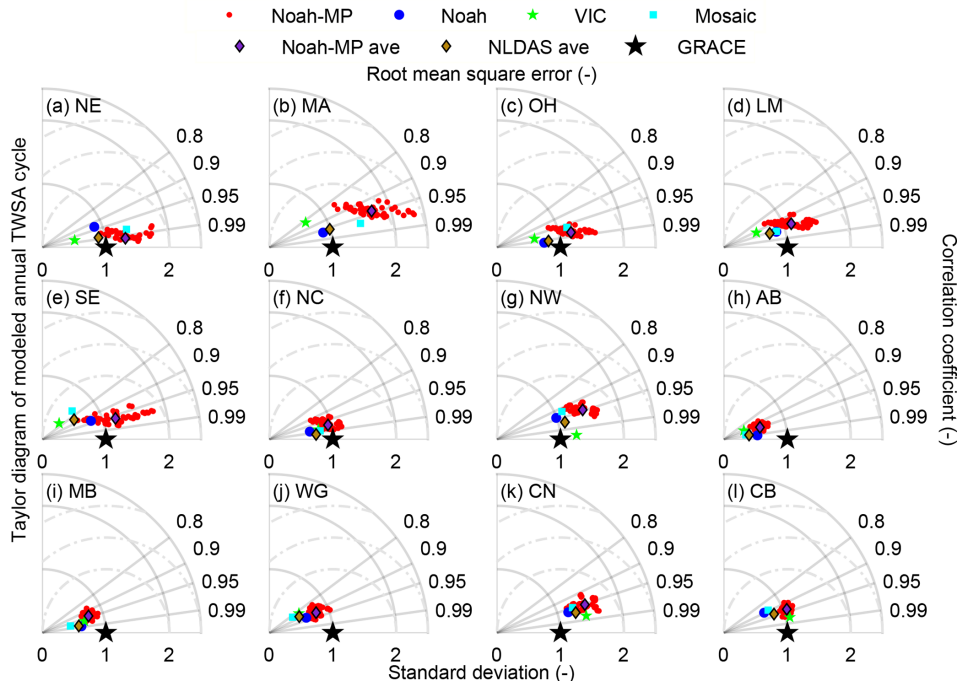 Noah-MP Noah VIC Mosaic
Noah-MP ave NLDAS ave GRACE
Root mean square error (-)
Taylor diagram of modeled annual TWSA cycle
(a) NE (b) MA (c) OH (d) LM
0.8 0.8 0.8 0.8
0.9 0.9 0.9 0.9
0.95 0.95 0.95 0.95
0.99 0.99 0.99 0.99
0 1 2 0 1 2 0 1 2 0 1 2
(e) SE (f) NC (g) NW (h) AB
0.8 0.8 0.8 0.8
0.9 0.9 0.9 0.9
0.95 0.95 0.95 0.95
0.99 0.99 0.99 0.99
0 1 2 0 1 2 0 1 2 0 1 2
(i) MB (j) WG (k) CN (l) CB
0.8 0.8 0.8 0.8
0.9 0.9 0.9 0.9
0.95 0.95 0.95 0.95
0.99 0.99 0.99 0.99
0 1 2 0 1 2 0 1 2 0 1 2
Standard deviation (-)
Correlation coefficient (-)